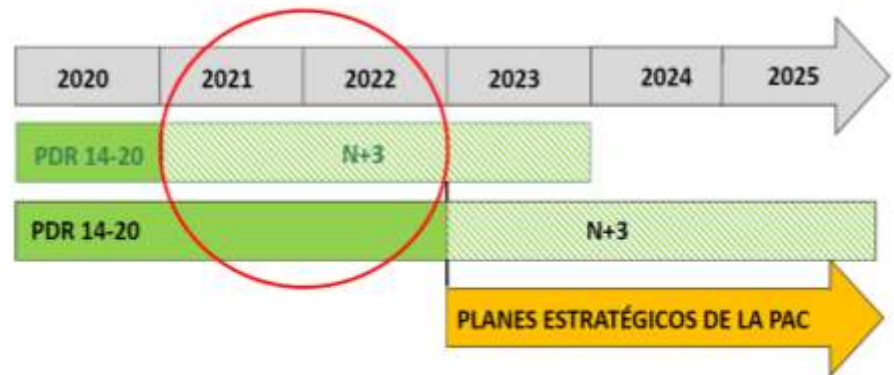 2020 2021 2022 2023 2024 2025
PDR 14-20 N+3
PDR 14-20 N+3
PLANES ESTRATÉGICOS DE LA PAC